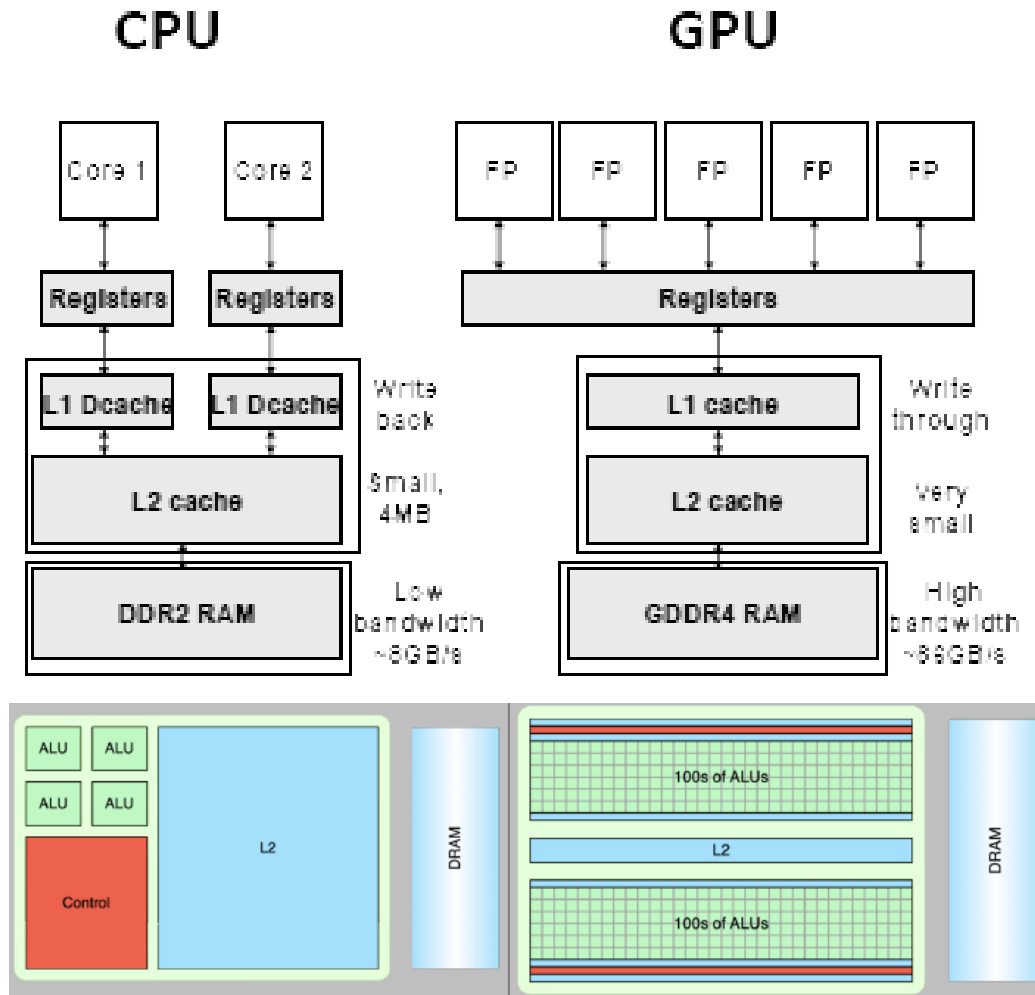 CPU
GPU
Core 1
Core 2
FP
FP
FP
FP
FP
Registers
Registers
Registers
L1 Dcache
L1 Dcache
Write
back
L1 cache
Write
through
L2 cache
Small,
4MB
L2 cache
Very
small
DDR2 RAM
Low
bandwidth
GDDR4 RAM
High
bandwidth
ALU
ALU
ALU
ALU
Control
L2
DRAM
100s of ALUs
L2
100s of ALUs
DRAM